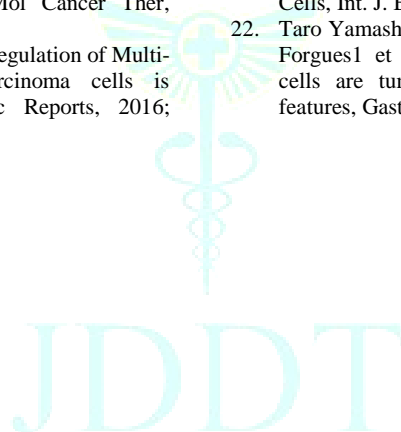 Mol Cancer Ther,
egulation of Multi-
rcinoma cells is
c Reports, 2016;
Cells, Int. J.
22. Taro Yamash
Forgues1 et
cells are tu
features, Gast
JDDT